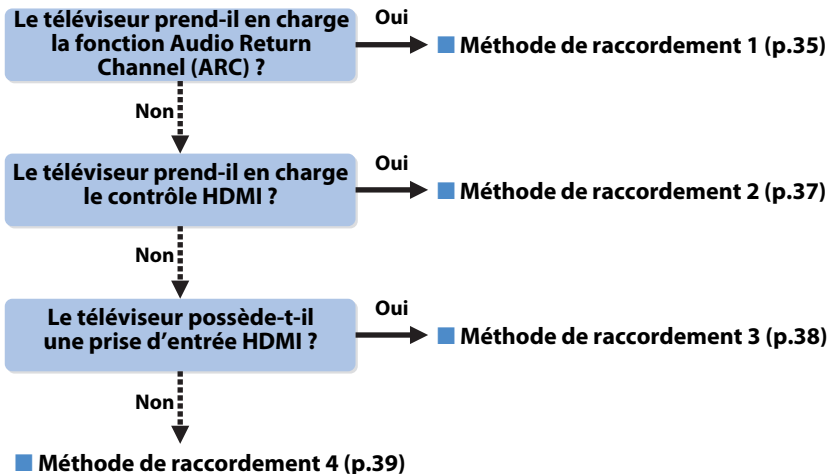 Le téléviseur prend-il en charge
la fonction Audio Return
Channel (ARC) ?
Oui
■ Méthode de raccordement 1 (p.35)
Non
Le téléviseur prend-il en charge
le contrôle HDMI ?
Oui
■ Méthode de raccordement 2 (p.37)
Non
Le téléviseur possède-t-il
une prise d’entrée HDMI ?
Oui
■ Méthode de raccordement 3 (p.38)
Non
■ Méthode de raccordement 4 (p.39)